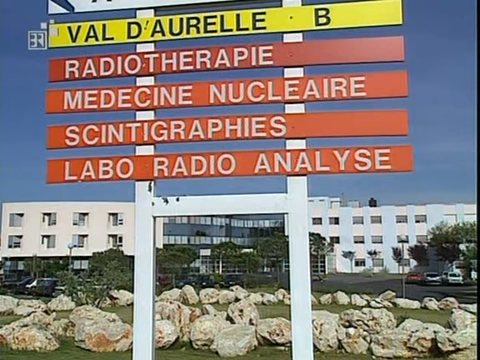 VAL D'AURELLE B
RADIOTHERAPIE
MEDECINE NUCLEAIRE
SCINTIGRAPHIES
LABO RADIO ANALYSE